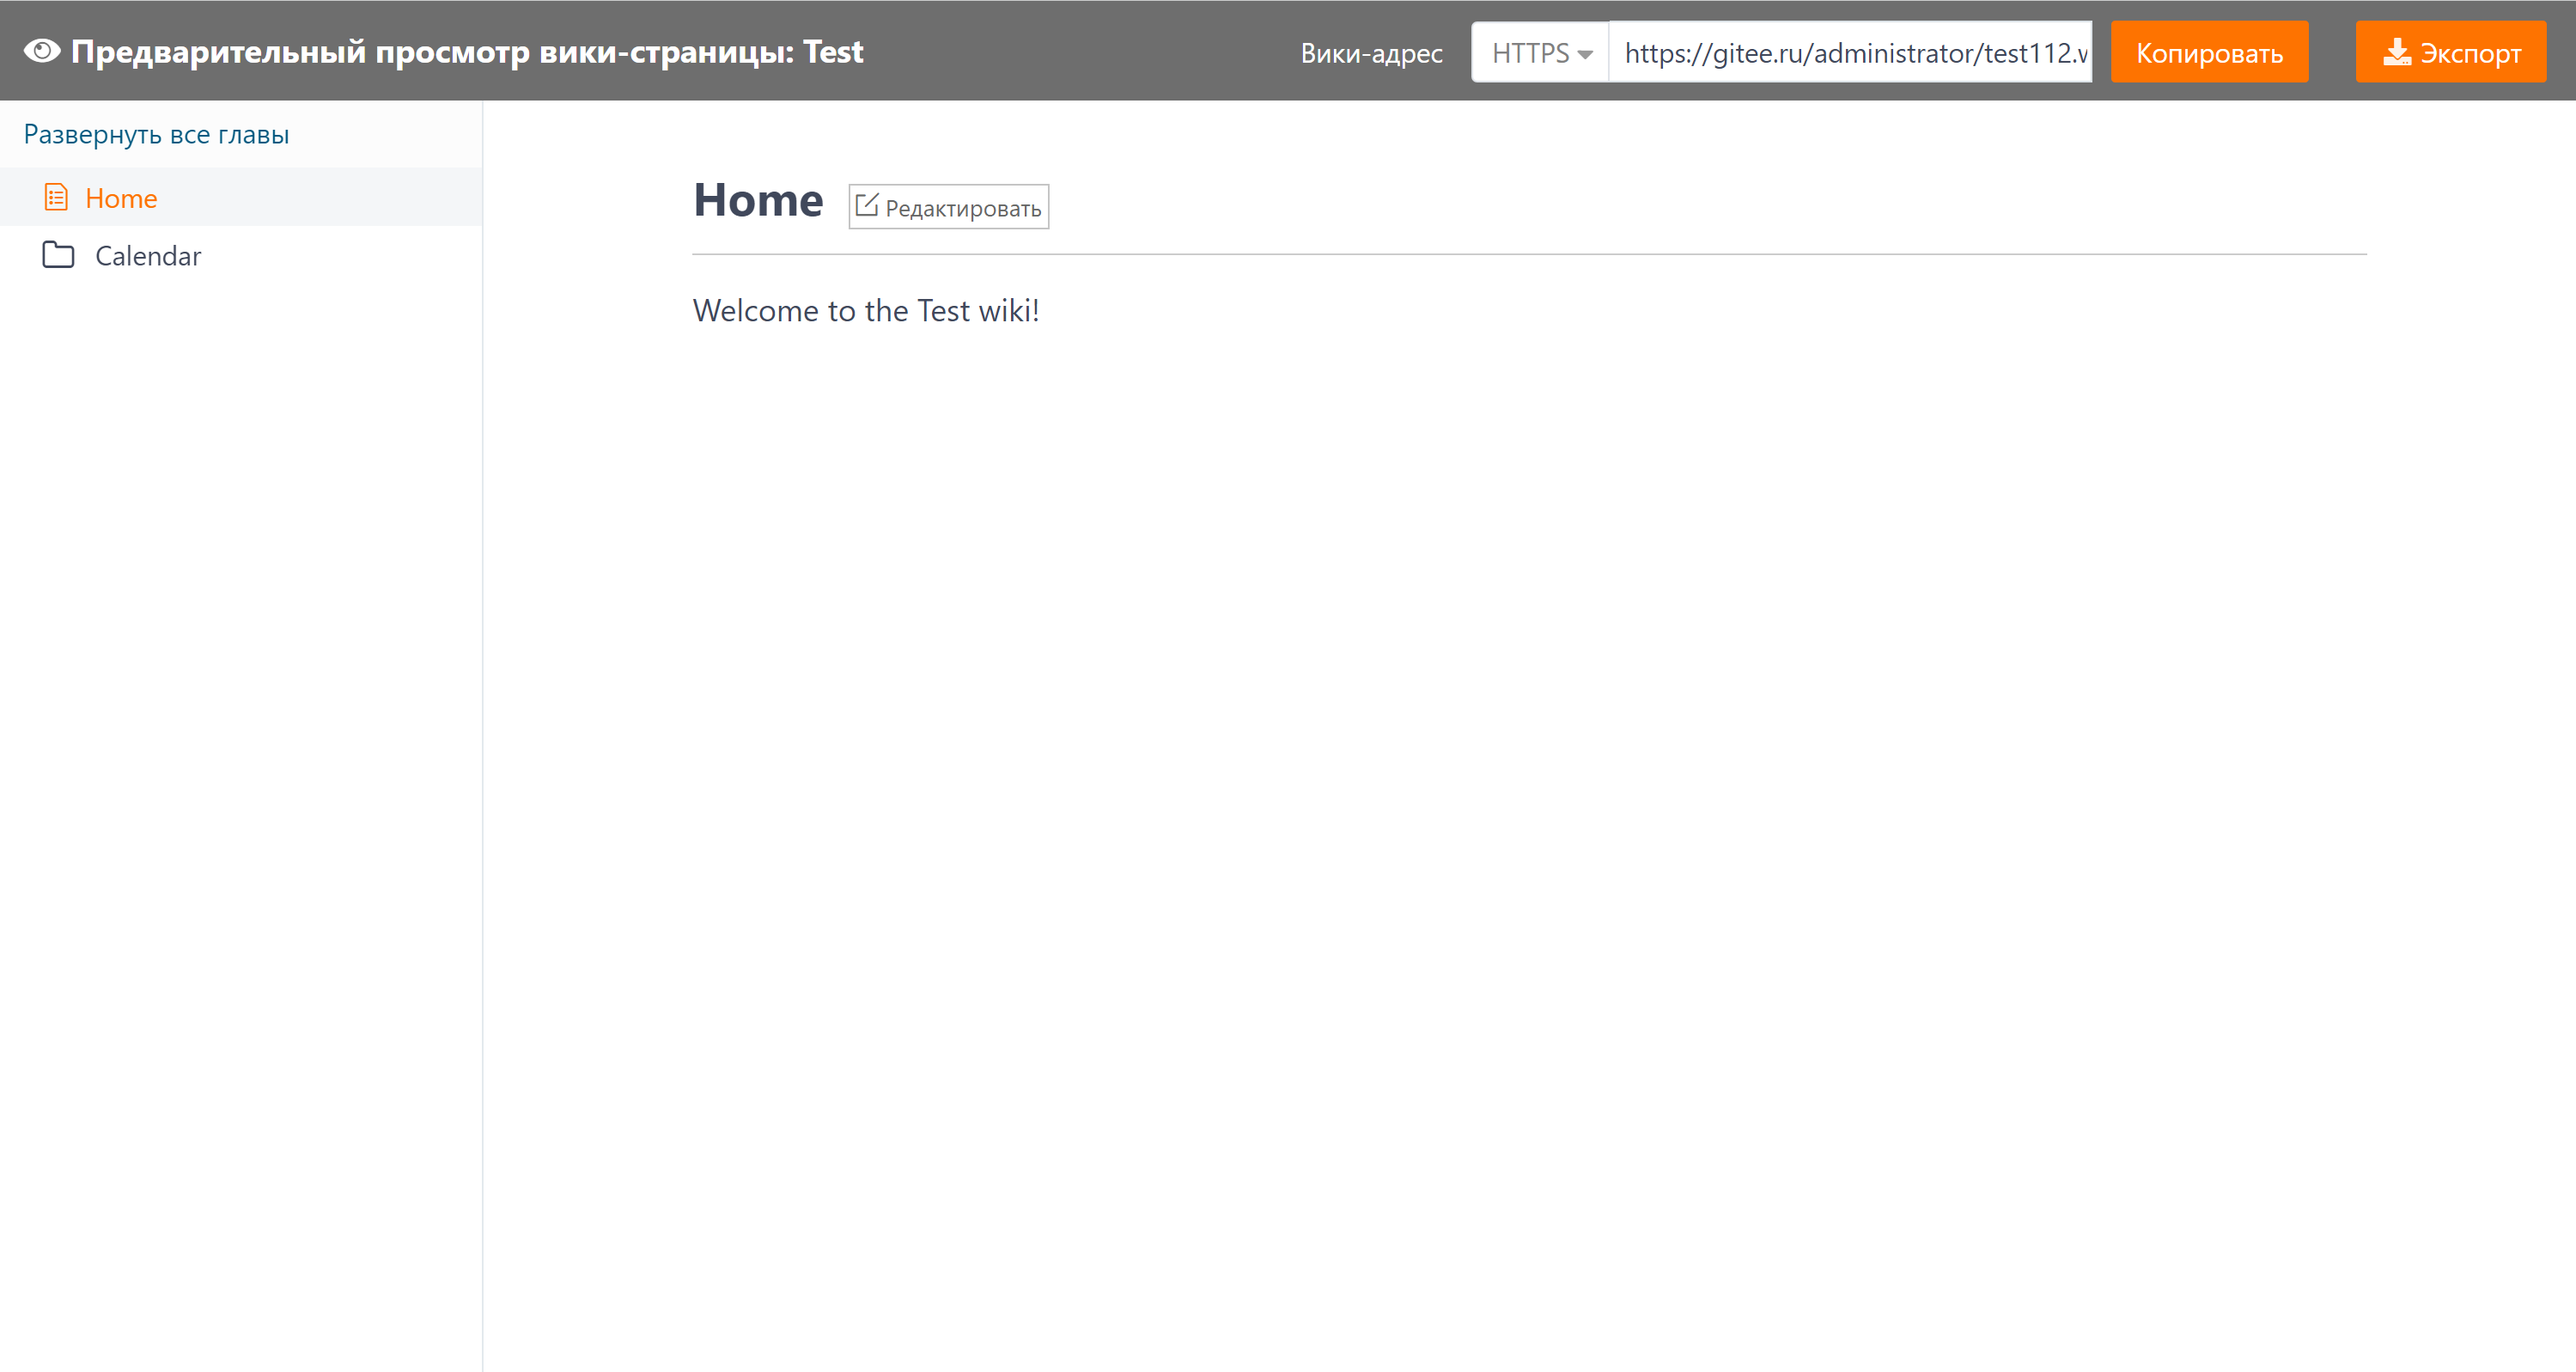 Предварительный просмотр вики-страницы: Test
Вики-адрес
HTTPS
https://gitee.ru/administrator/test112.w
Копировать
Экспорт
Развернуть все главы
Home
Calendar
Home
Редактировать
Welcome to the Test wiki!